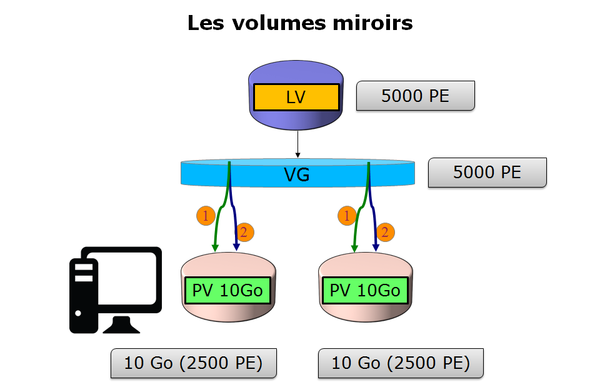 Les volumes miroirs
LV
5000 PE
VG
5000 PE
1
2
1
2
PV 10Go
PV 10Go
10 Go (2500 PE)
10 Go (2500 PE)